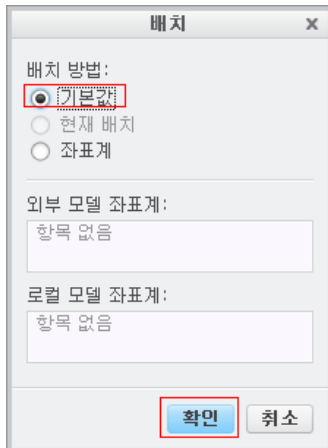 배치
배치 방법:
기본값
현재 배치
좌표계
외부 모델 좌표계:
항목 없음
로컬 모델 좌표계:
항목 없음
확인 취소